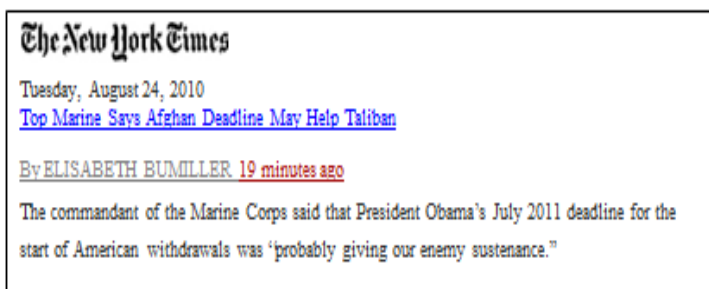 The New York Times
Tuesday, August 24, 2010
Top Marine Says Afghan Deadline May Help Taliban
By ELISABETH BUMILLER 19 minutes ago
The commandant of the Marine Corps said that President Obama’s July 2011 deadline for the
start of American withdrawals was “probably giving our enemy sustenance.”